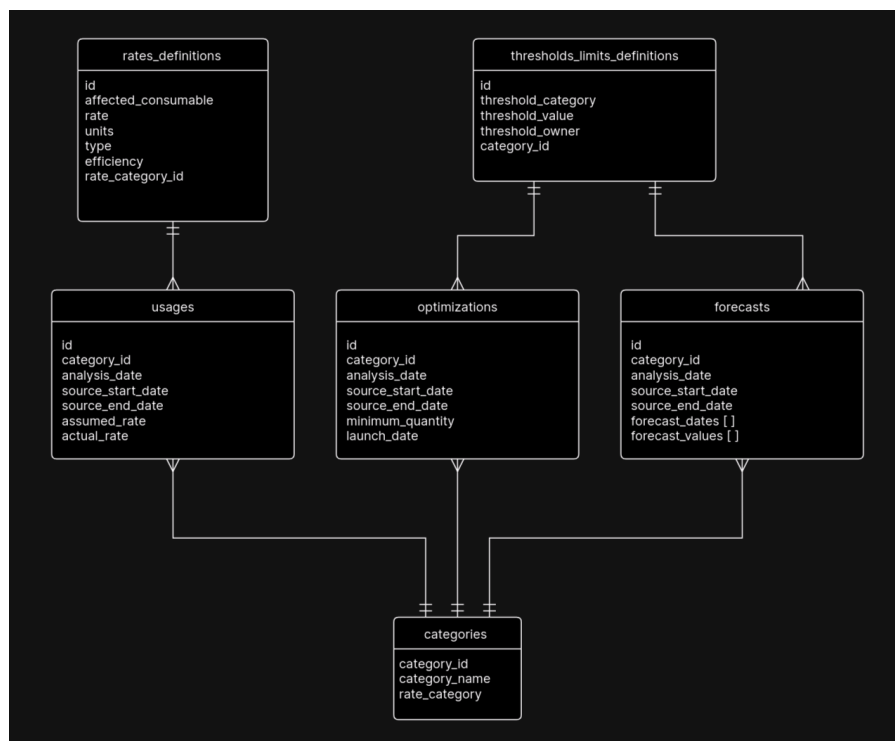 rates_definitions
id
affected_consumable
rate
units
type
efficiency
rate_category_id
thresholds_limits_definitions
id
threshold_category
threshold_value
threshold_owner
category_id
usages
id
category_id
analysis_date
source_start_date
source_end_date
assumed_rate
actual_rate
optimizations
id
category_id
analysis_date
source_start_date
source_end_date
minimum_quantity
launch_date
forecasts
id
category_id
analysis_date
source_start_date
source_end_date
forecast_dates [ ]
forecast_values [ ]
categories
category_id
category_name
rate_category